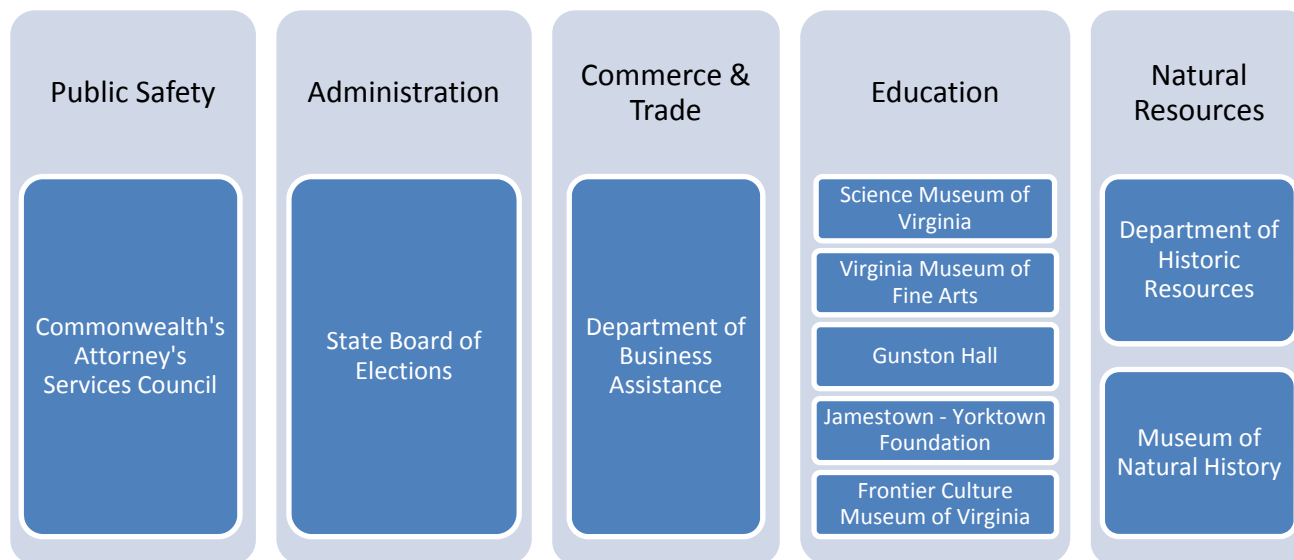 Public Safety
Commonwealth's
Attorney's
Services Council
Administration
State Board of
Elections
Commerce &
Trade
Department of
Business
Assistance
Education
Science Museum of
Virginia
Virginia Museum of
Fine Arts
Gunston Hall
Jamestown - Yorktown
Foundation
Frontier Culture
Museum of Virginia
Natural
Resources
Department of
Historic
Resources
Museum of
Natural History